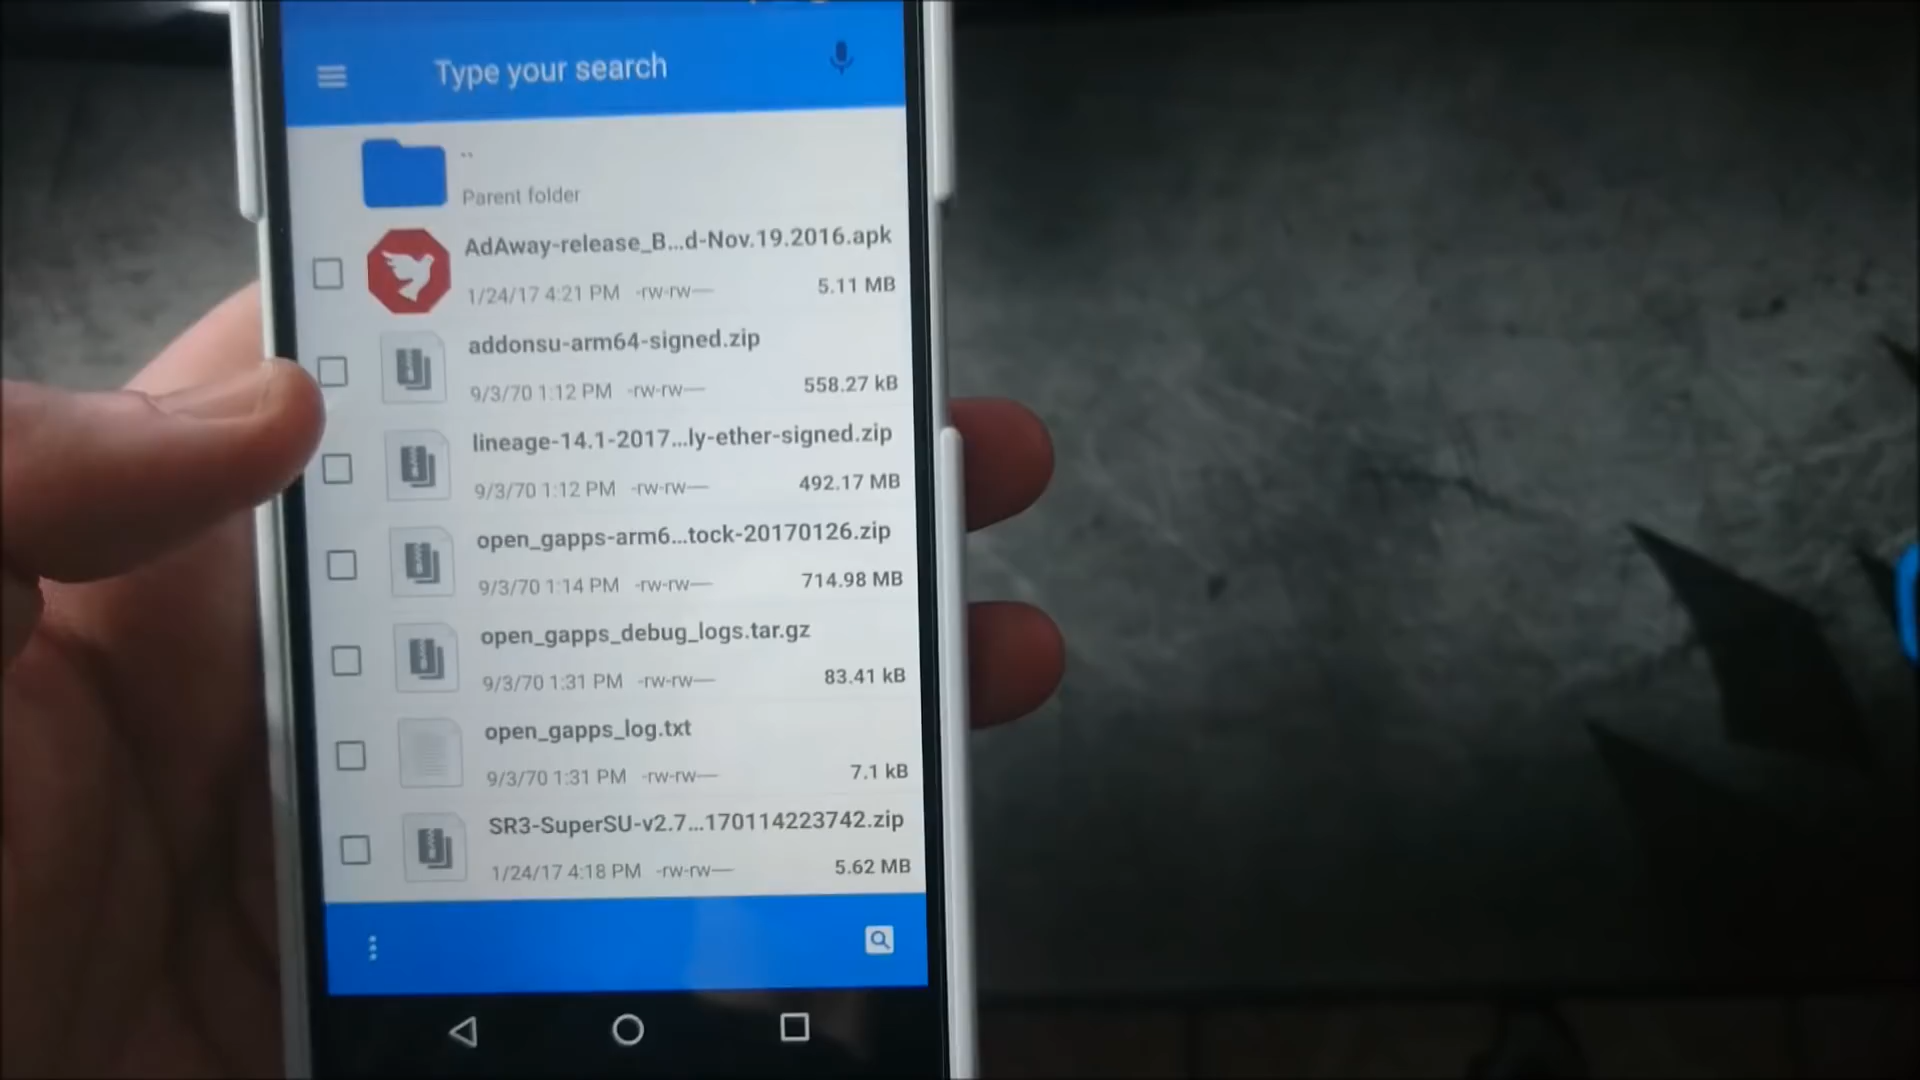 Type your search
..
Parent folder
AdAway-release_B...d-Nov.19.2016.apk
1/24/17 4:21 PM -rw-rw—
5.11 MB
addonsu-arm64-signed.zip
9/3/70 1:12 PM -rw-rw—
558.27 kB
lineage-14.1-2017...ly-ether-signed.zip
9/3/70 1:12 PM -rw-rw—
492.17 MB
open_gapps-arm6...tock-20170126.zip
9/3/70 1:14 PM -rw-rw—
714.98 MB
open_gapps_debug_logs.tar.gz
9/3/70 1:31 PM -rw-rw—
83.41 kB
open_gapps_log.txt
9/3/70 1:31 PM -rw-rw—
7.1 kB
SR3-SuperSU-v2.7...170114223742.zip
1/24/17 4:18 PM -rw-rw—
5.62 MB